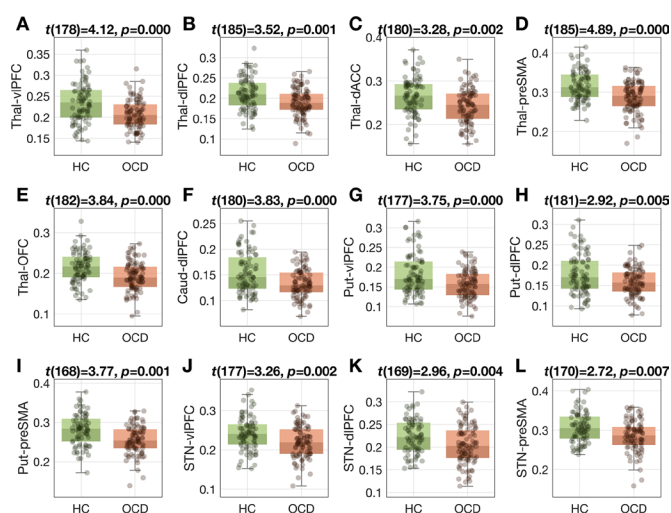 A t(178)=4.12, p=0.000 B t(185)=3.52, p=0.001 C t(180)=3.28, p=0.002 D t(185)=4.89, p=0.000
Thal-vlPFC 0.35 0.3 0.25 0.2 0.15 HC OCD
Thal-dlPFC 0.3 0.25 0.2 0.15 0.1 HC OCD
Thal-dACC 0.4 0.3 0.2 HC OCD
Thal-preSMA 0.4 0.3 0.2 HC OCD
E t(182)=3.84, p=0.000 F t(180)=3.83, p=0.000 G t(177)=3.75, p=0.000 H t(181)=2.92, p=0.005
Thal-OFC 0.3 0.2 0.1 HC OCD
Caud-dlPFC 0.25 0.2 0.15 0.1 HC OCD
Put-vlPFC 0.3 0.25 0.2 0.15 0.1 HC OCD
Put-dlPFC 0.3 0.25 0.2 0.15 0.1 HC OCD
I t(168)=3.77, p=0.001 J t(177)=3.26, p=0.002 K t(169)=2.96, p=0.004 L t(170)=2.72, p=0.007
Put-preSMA 0.4 0.3 0.2 HC OCD
STN-vlPFC 0.3 0.2 0.1 HC OCD
STN-dlPFC 0.3 0.25 0.2 0.15 0.1 HC OCD
STN-preSMA 0.4 0.3 0.2 HC OCD